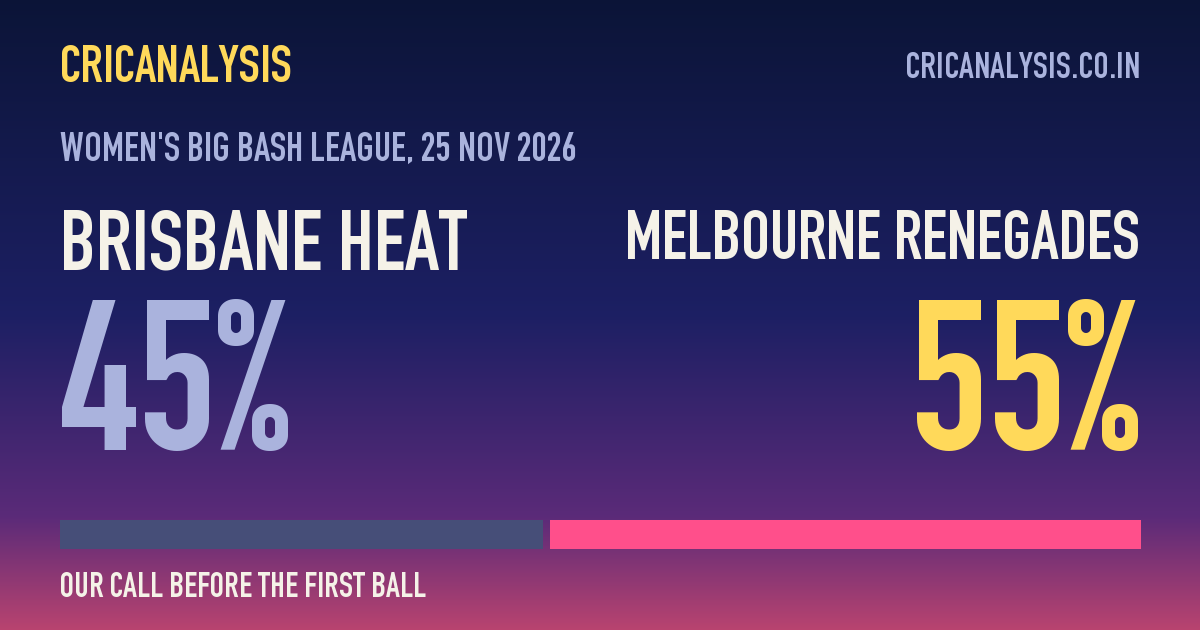 CRICANALYSIS
CRICANALYSIS.CO.IN
WOMEN'S BIG BASH LEAGUE, 25 NOV 2026
BRISBANE HEAT
MELBOURNE RENEGADES
45%
55%
OUR CALL BEFORE THE FIRST BALL